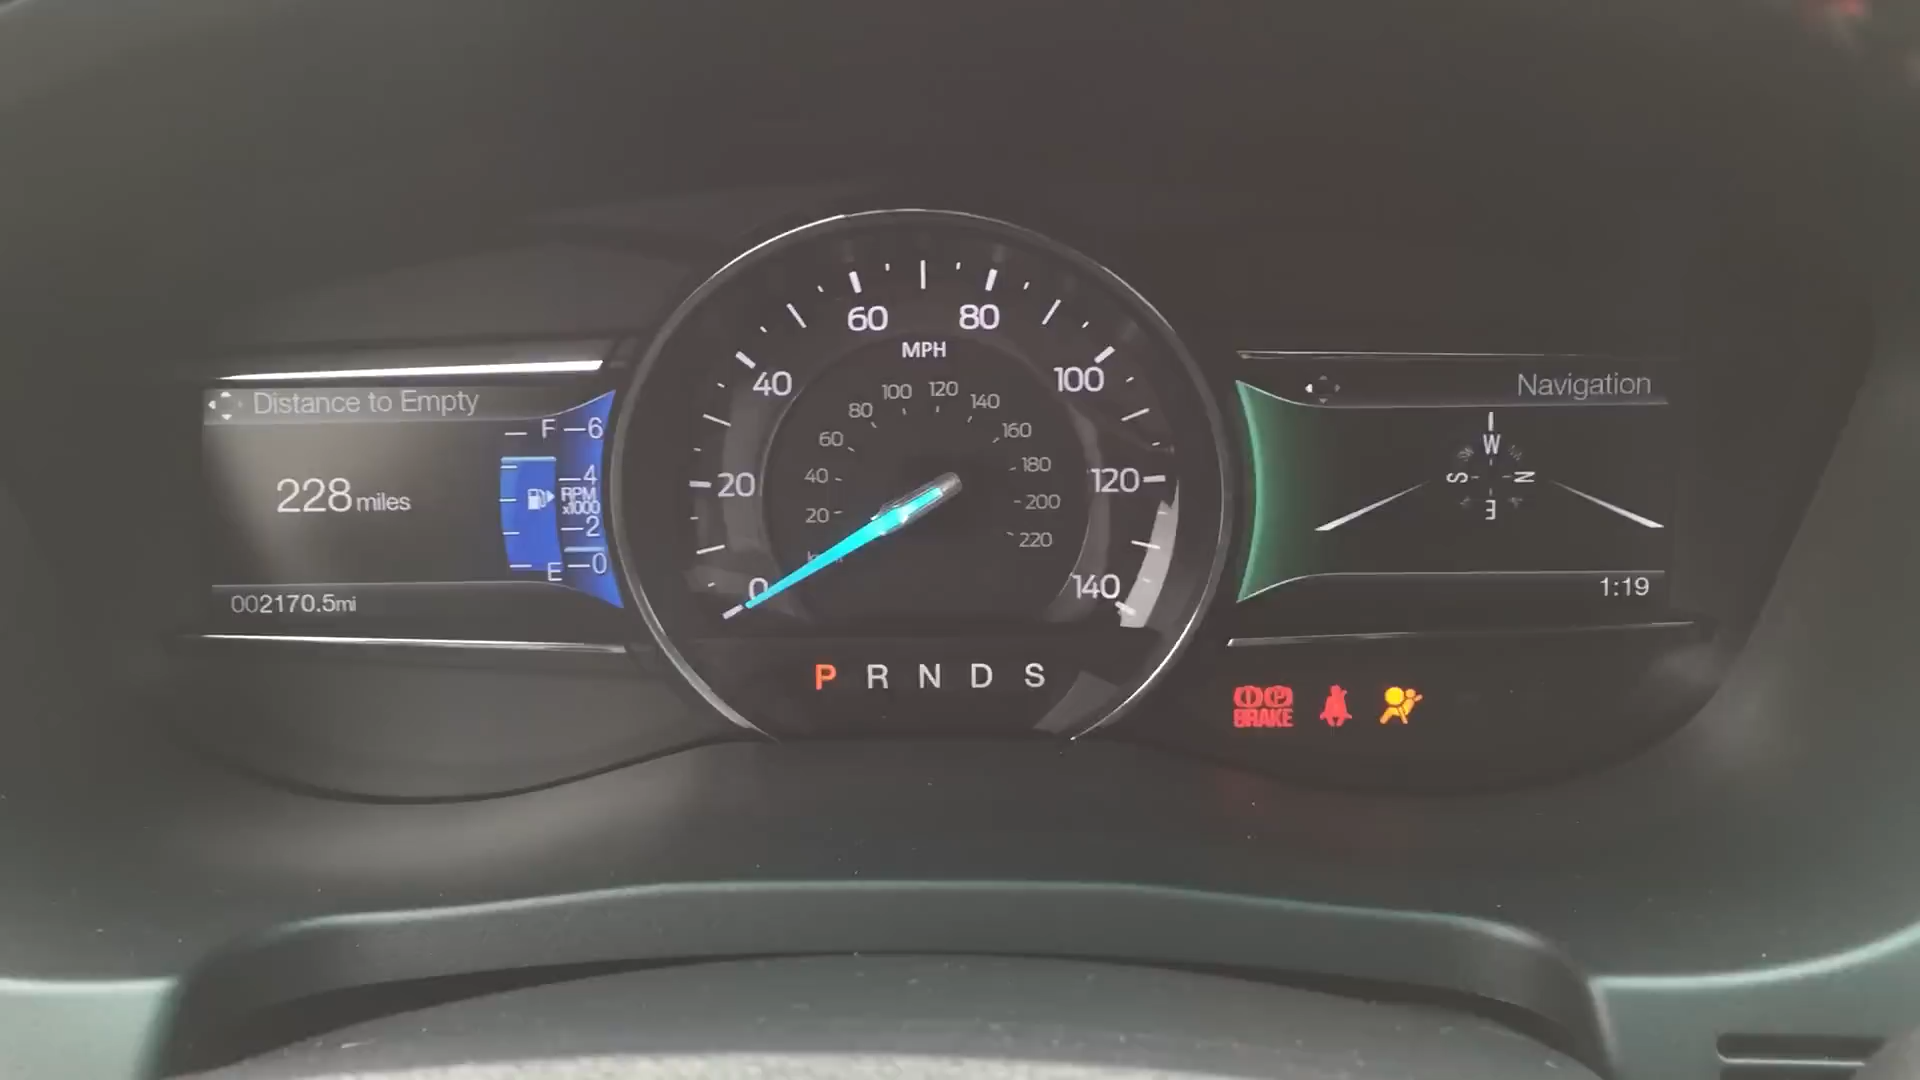 Distance to Empty
F 6
228 miles
4
RPM
x1000
2
E 0
002170.5mi
0
20
40
60
80
100
120
140
MPH
20
40
60
80
100
120
140
160
180
200
220
P R N D S
Navigation
W
S N
E
1:19
BRAKE